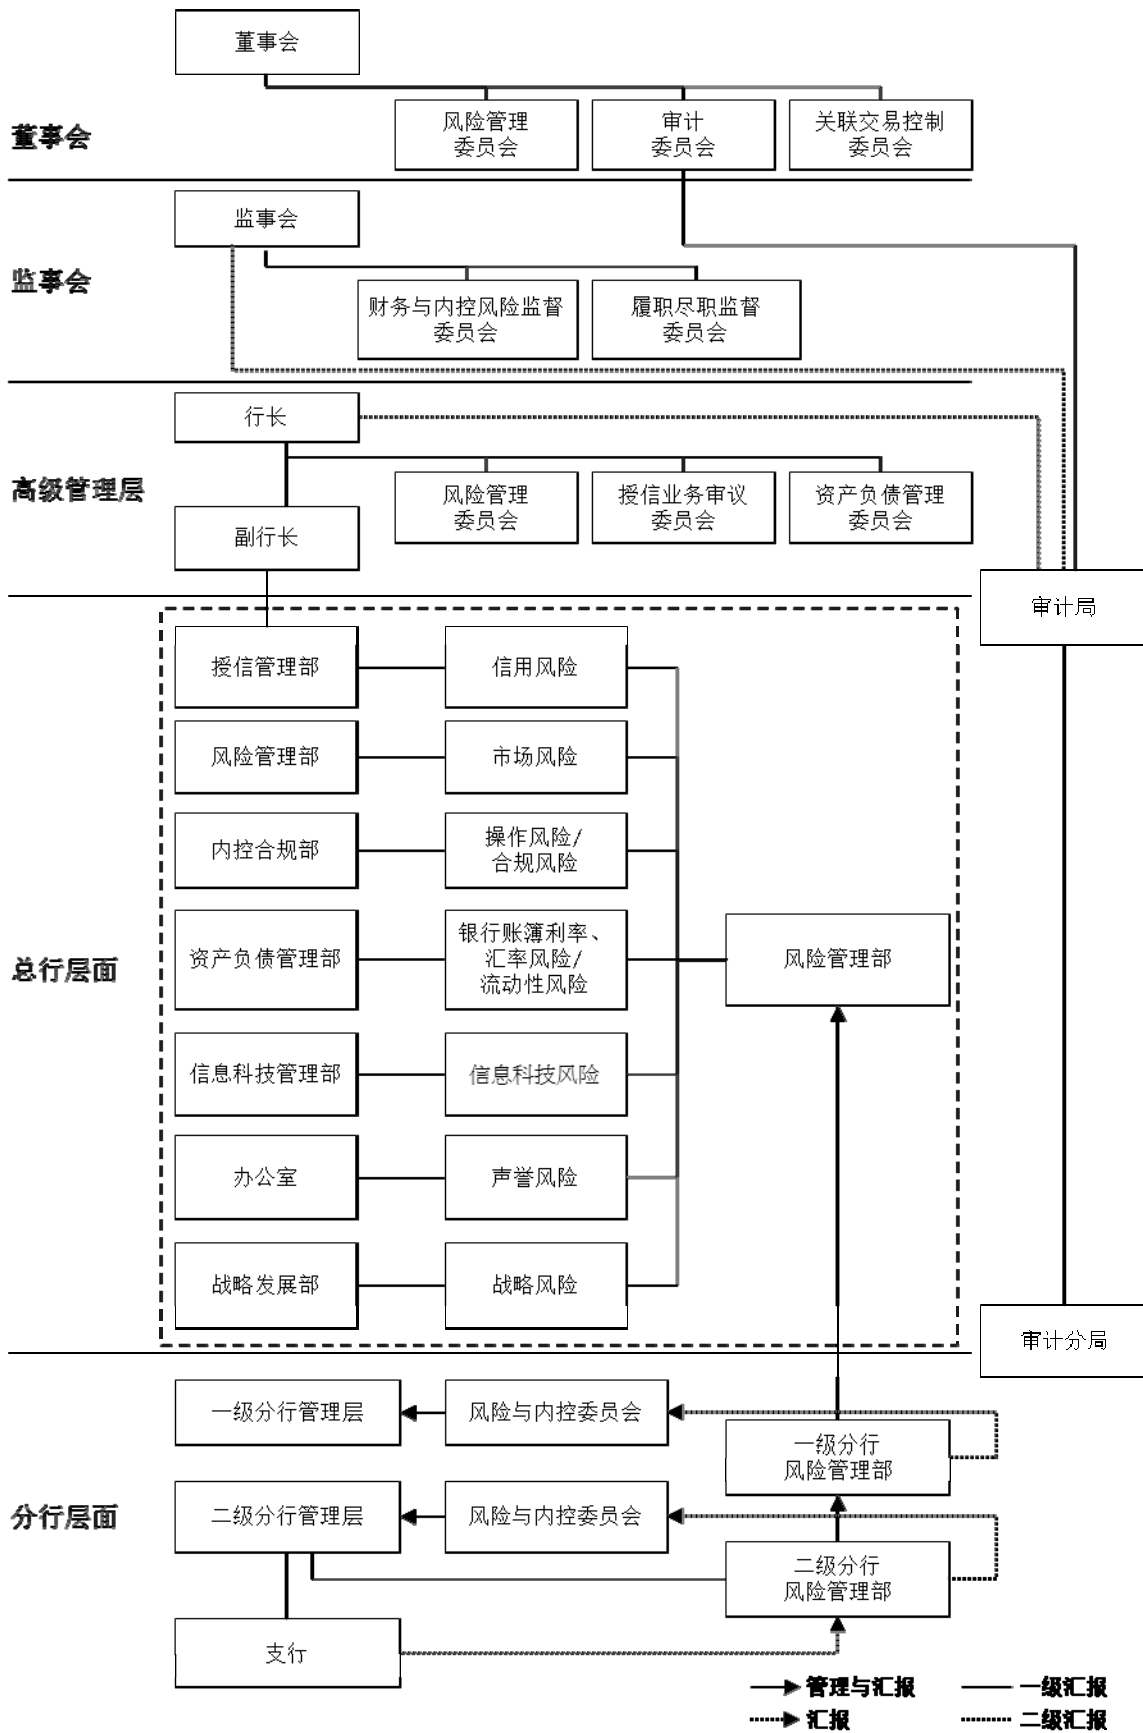 董事会
董事会
风险管理
委员会
审计
委员会
关联交易控制
委员会
监事会
监事会
财务与内控风险监督
委员会
履职尽职监督
委员会
高级管理层
行长
风险管理
委员会
授信业务审议
委员会
资产负债管理
委员会
副行长
审计局
总行层面
授信管理部
信用风险
风险管理部
市场风险
内控合规部
操作风险/
合规风险
资产负债管理部
银行账簿利率、
汇率风险/
流动性风险
风险管理部
信息科技管理部
信息科技风险
办公室
声誉风险
战略发展部
战略风险
审计分局
分行层面
一级分行管理层
风险与内控委员会
一级分行
风险管理部
二级分行管理层
风险与内控委员会
二级分行
风险管理部
支行
管理与汇报
一级汇报
汇报
二级汇报